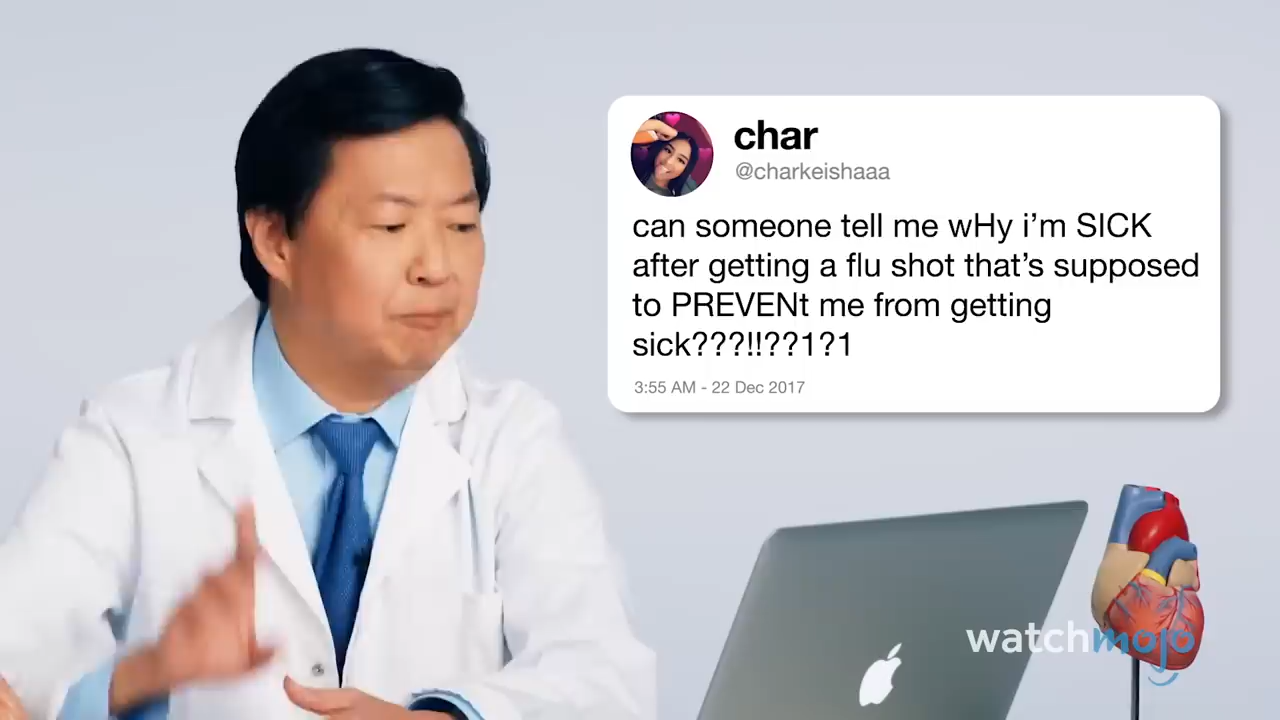 char
@charkeishaaa
can someone tell me wHy i’m SICK
after getting a flu shot that’s supposed
to PREVENt me from getting
sick???!!??1?1
3:55 AM - 22 Dec 2017
watchmojo